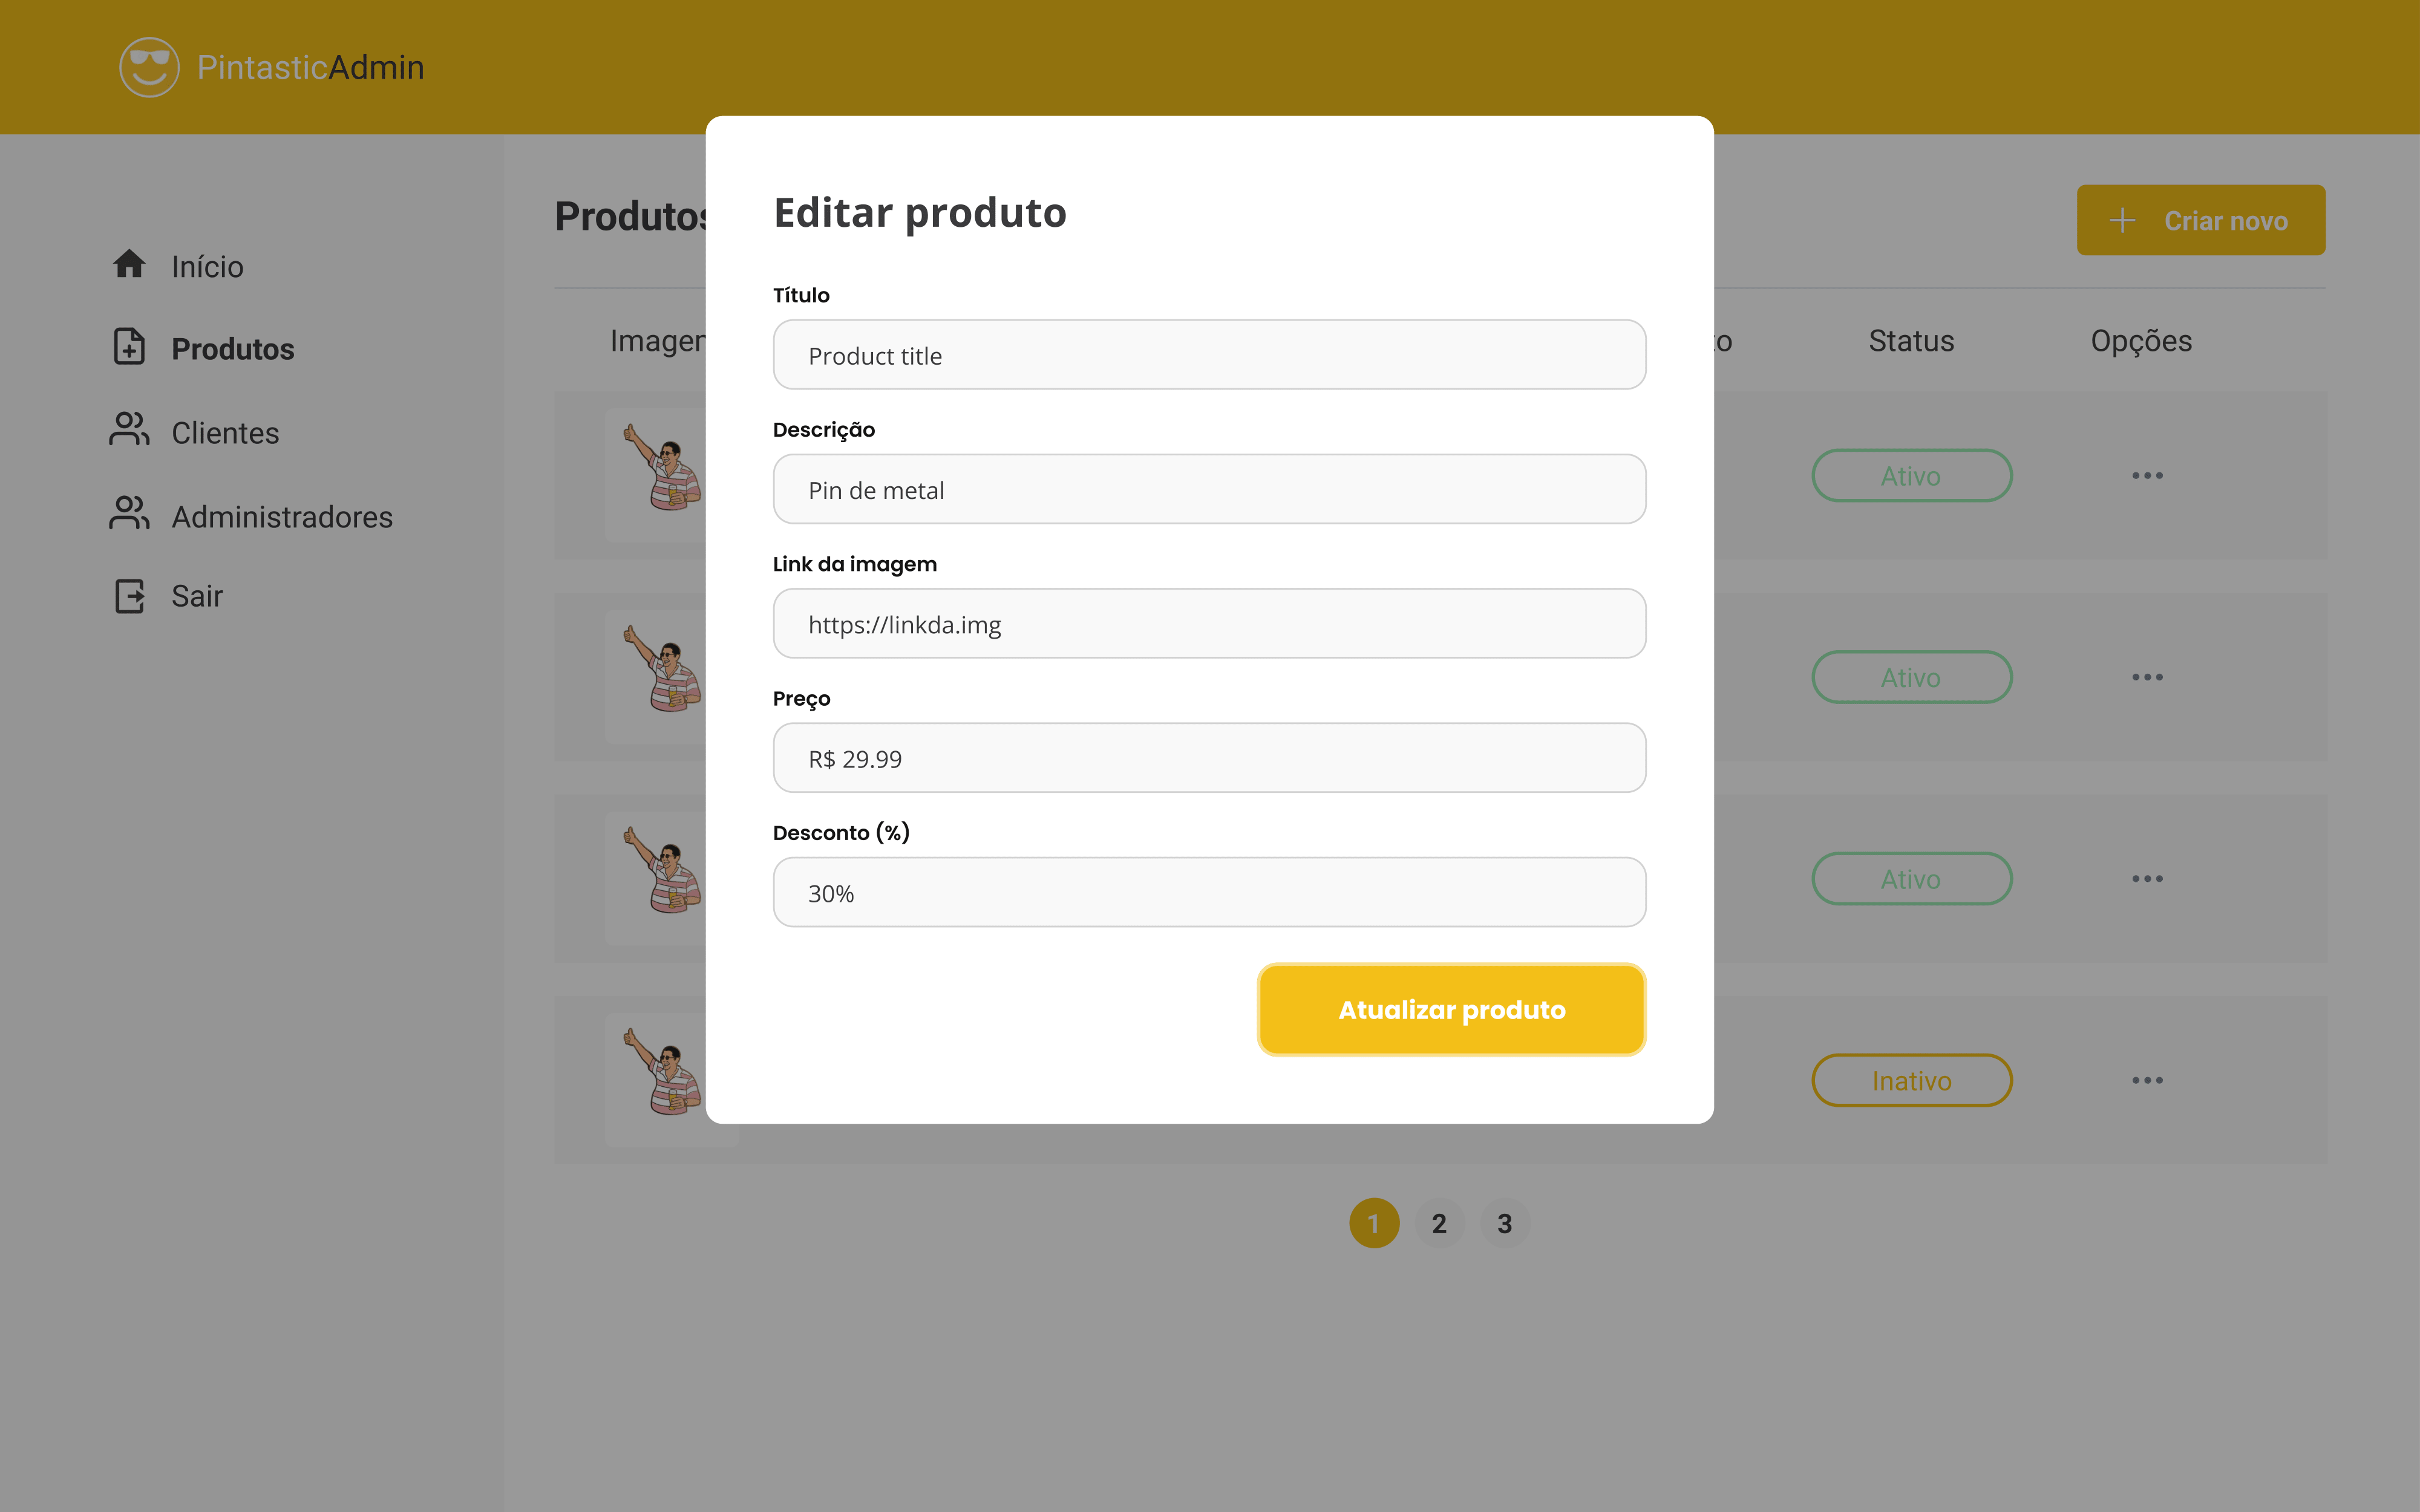 PintasticAdmin
Início
Produtos
Clientes
Administradores
Sair
Produtos
Criar novo
Status
Opções
Ativo
Ativo
Ativo
Inativo
1 2 3
Editar produto
Título
Product title
Descrição
Pin de metal
Link da imagem
https://linkda.img
Preço
R$ 29.99
Desconto (%)
30%
Atualizar produto